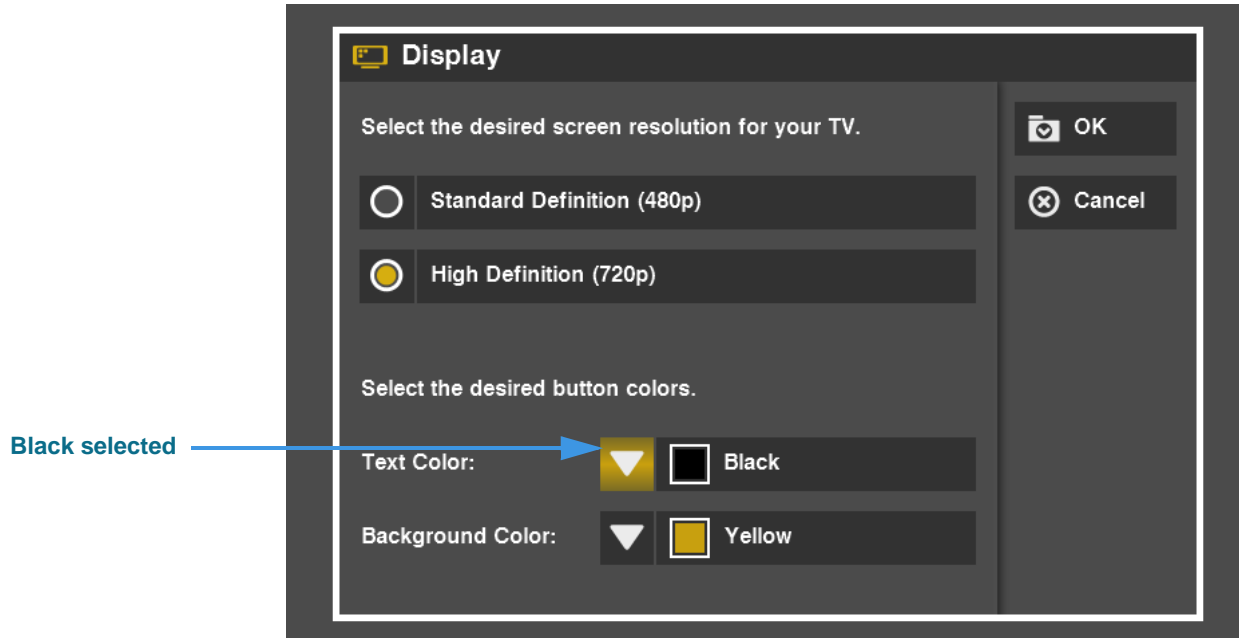 Display
Select the desired screen resolution for your TV.
OK
Standard Definition (480p)
Cancel
High Definition (720p)
Select the desired button colors.
Black selected
Text Color: Black
Background Color: Yellow